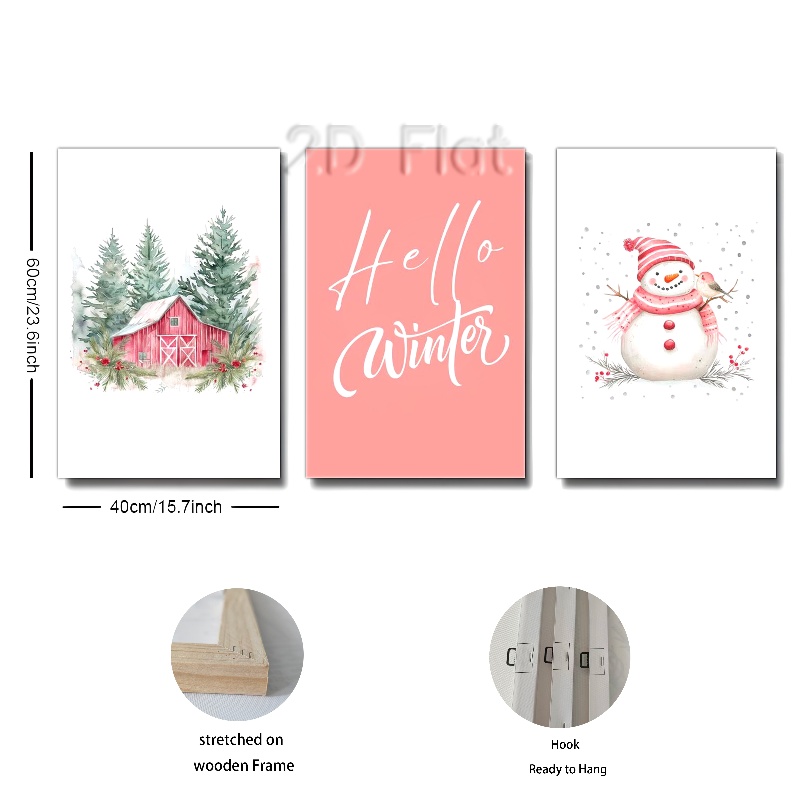 2D Flat
Hello
Winter
60cm/23.6inch
40cm/15.7inch
stretched on
wooden Frame
Hook
Ready to Hang